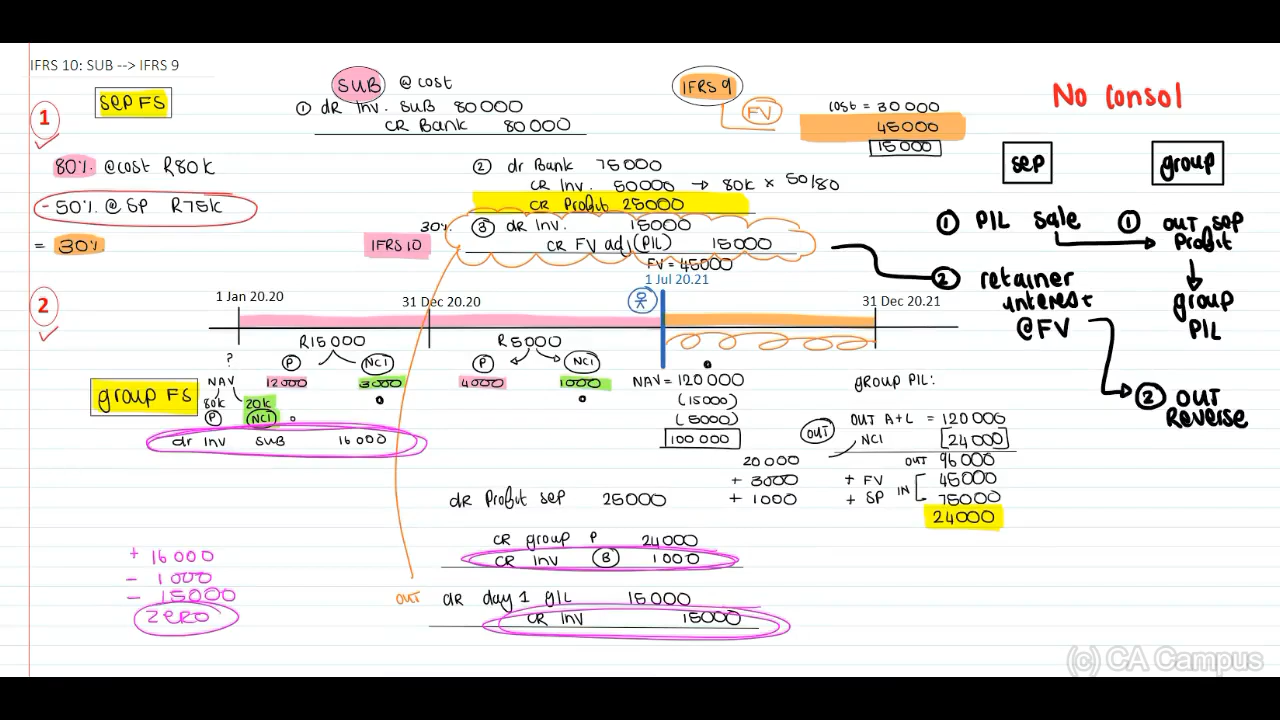 IFRS 10: SUB --> IFRS 9
Sep FS
SUB @ cost
① dr Inv. Sub 80 000
CR Bank 80 000
IFRS 9
FV
cost = 30 000
45 000
15 000
No Consol
1
80% @cost R80k
- 50% @ SP R75k
= 30%
② dr Bank 75 000
CR Inv. 50 000 → 80k x 50/80
CR Profit 25 000
30% ③ dr Inv. 15 000
CR FV adj (P/L) 15 000
FV = 45 000
IFRS 10
sep
group
① P/L Sale
① OUT Sep Profit
↓
group P/L
② retainer interest @FV
② OUT Reverse
2
1 Jan 20.20
31 Dec 20.20
1 Jul 20.21
31 Dec 20.21
R15 000
R5 000
?
P
NCI
P
NCI
NAV
12 000
3 000
4 000
1 000
80k
20k
P
NCI
group FS
dr Inv Sub 16 000
NAV = 120 000
(15 000)
(5 000)
100 000
20 000
+ 3 000
+ 1 000
group P/L:
OUT
OUT A+L = 120 000
NCI [24 000]
OUT 96 000
+ FV 45 000
+ SP IN 75 000
24 000
dR Profit sep 25 000
CR group P 24 000
CR Inv B 1 000
OUT
dR day 1 g/L 15 000
CR Inv 15 000
+ 16 000
- 1 000
- 15 000
ZERO
(c) CA Campus